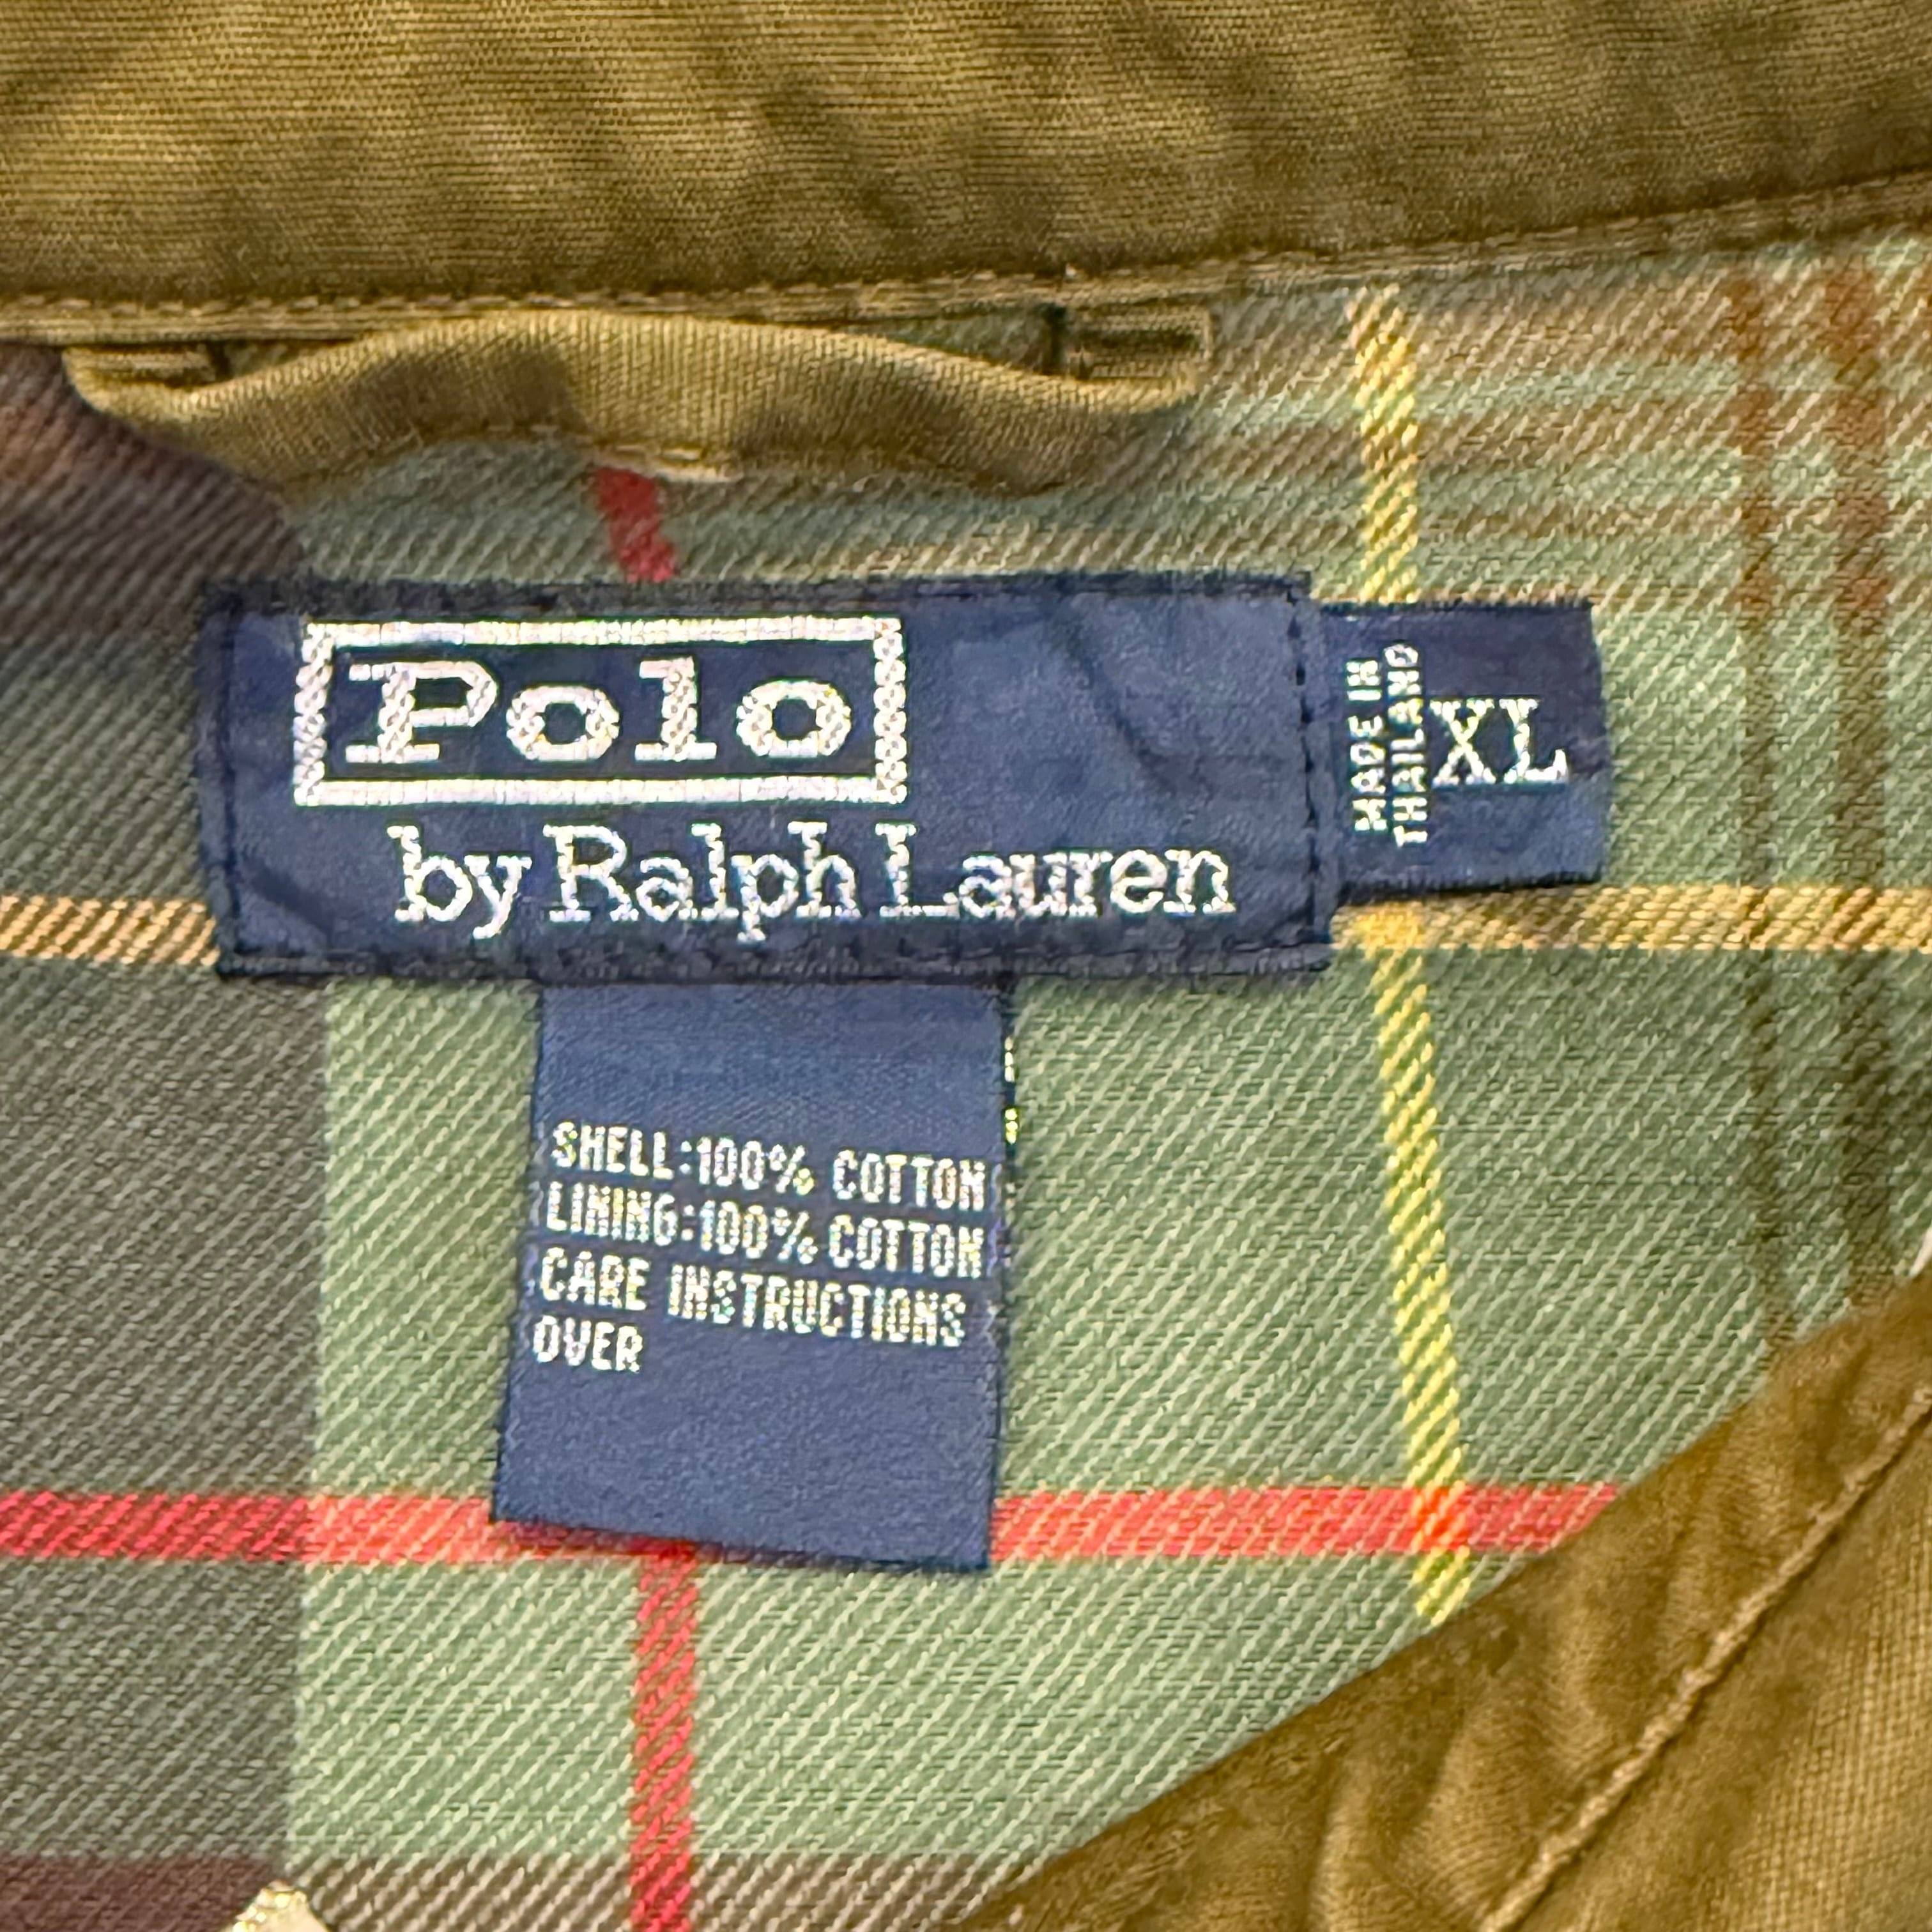 Polo
by Ralph Lauren
MADE IN
THAILAND
XL
SHELL:100% COTTON
LINING:100% COTTON
CARE INSTRUCTIONS
OVER